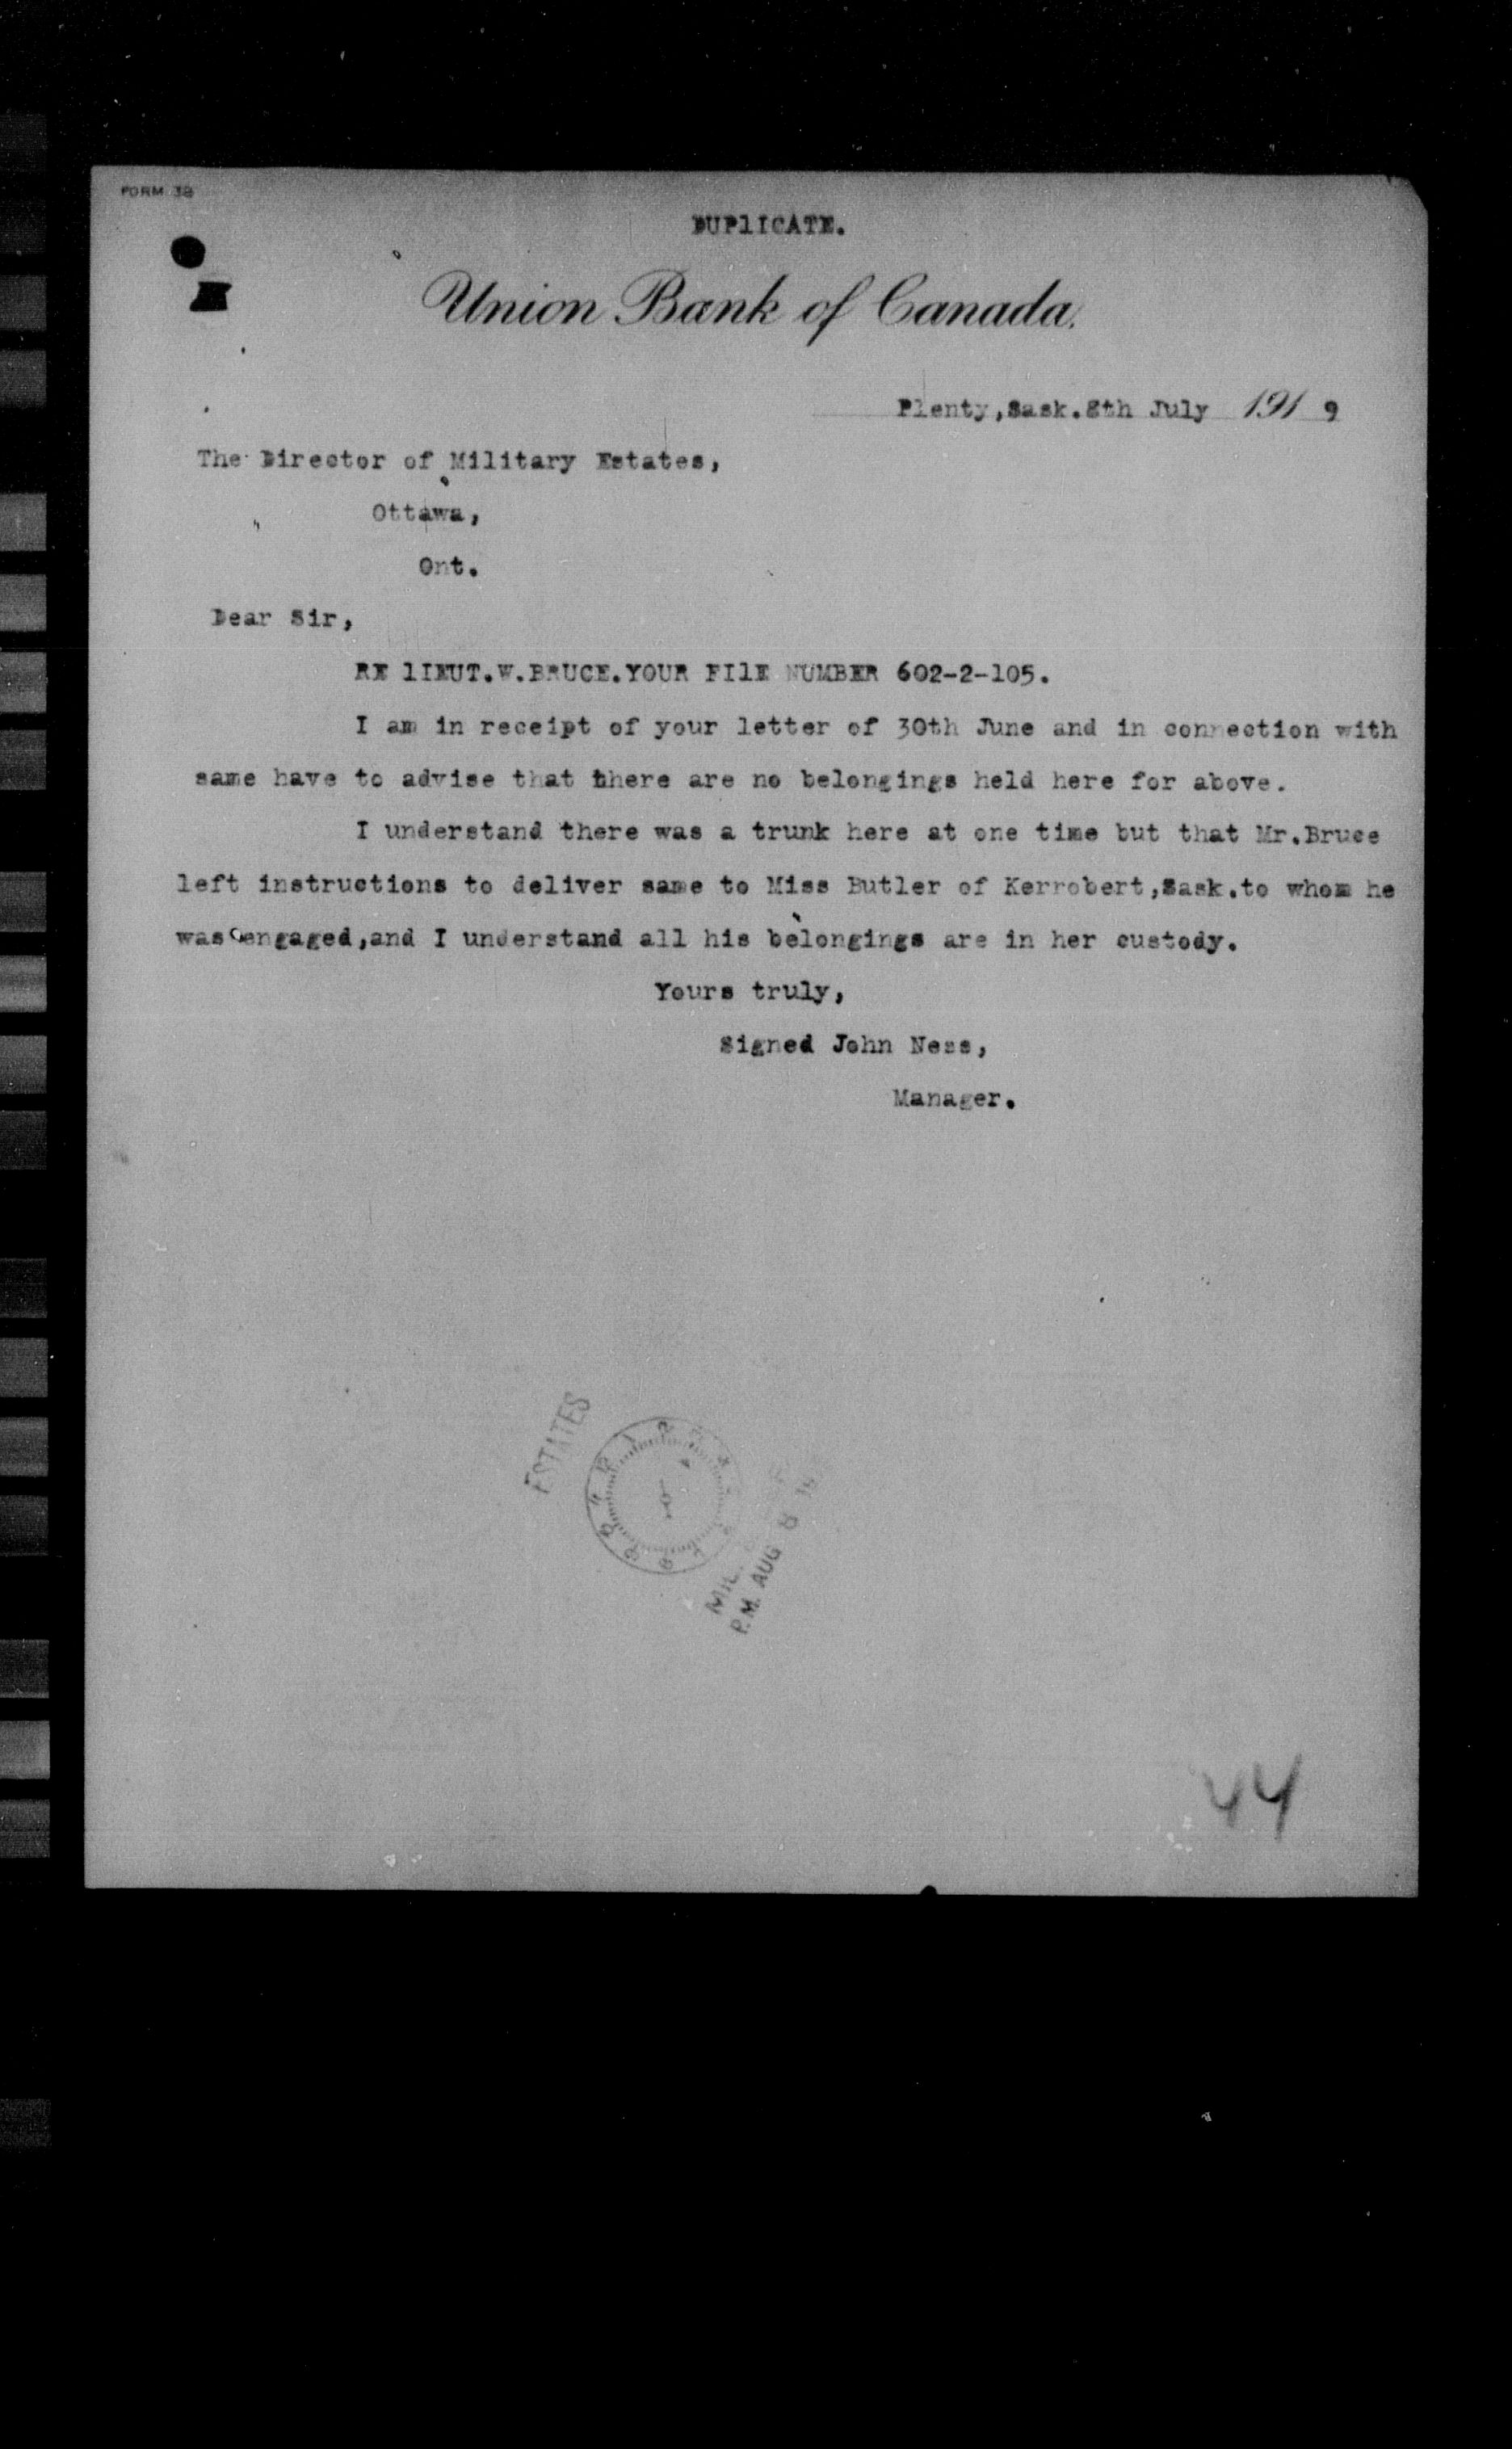 FORM 38
DUPlICATE.
Union Bank of Canada.
Plenty,Sask.8th July 1919
The Director of Military Estates,
Ottawa,
Ont.
Dear Sir,
RE lIEUT.W.BRUCE.YOUR FIlE NUMBER 602-2-105.
I am in receipt of your letter of 30th June and in connection with
same have to advise that there are no belongings held here for above.
I understand there was a trunk here at one time but that Mr.Bruce
left instructions to deliver same to Miss Butler of Kerrobert,Sask.to whom he
was engaged,and I understand all his belongings are in her custody.
Yours truly,
Signed John Ness,
Manager.
ESTATES
P.M. AUG 8
44